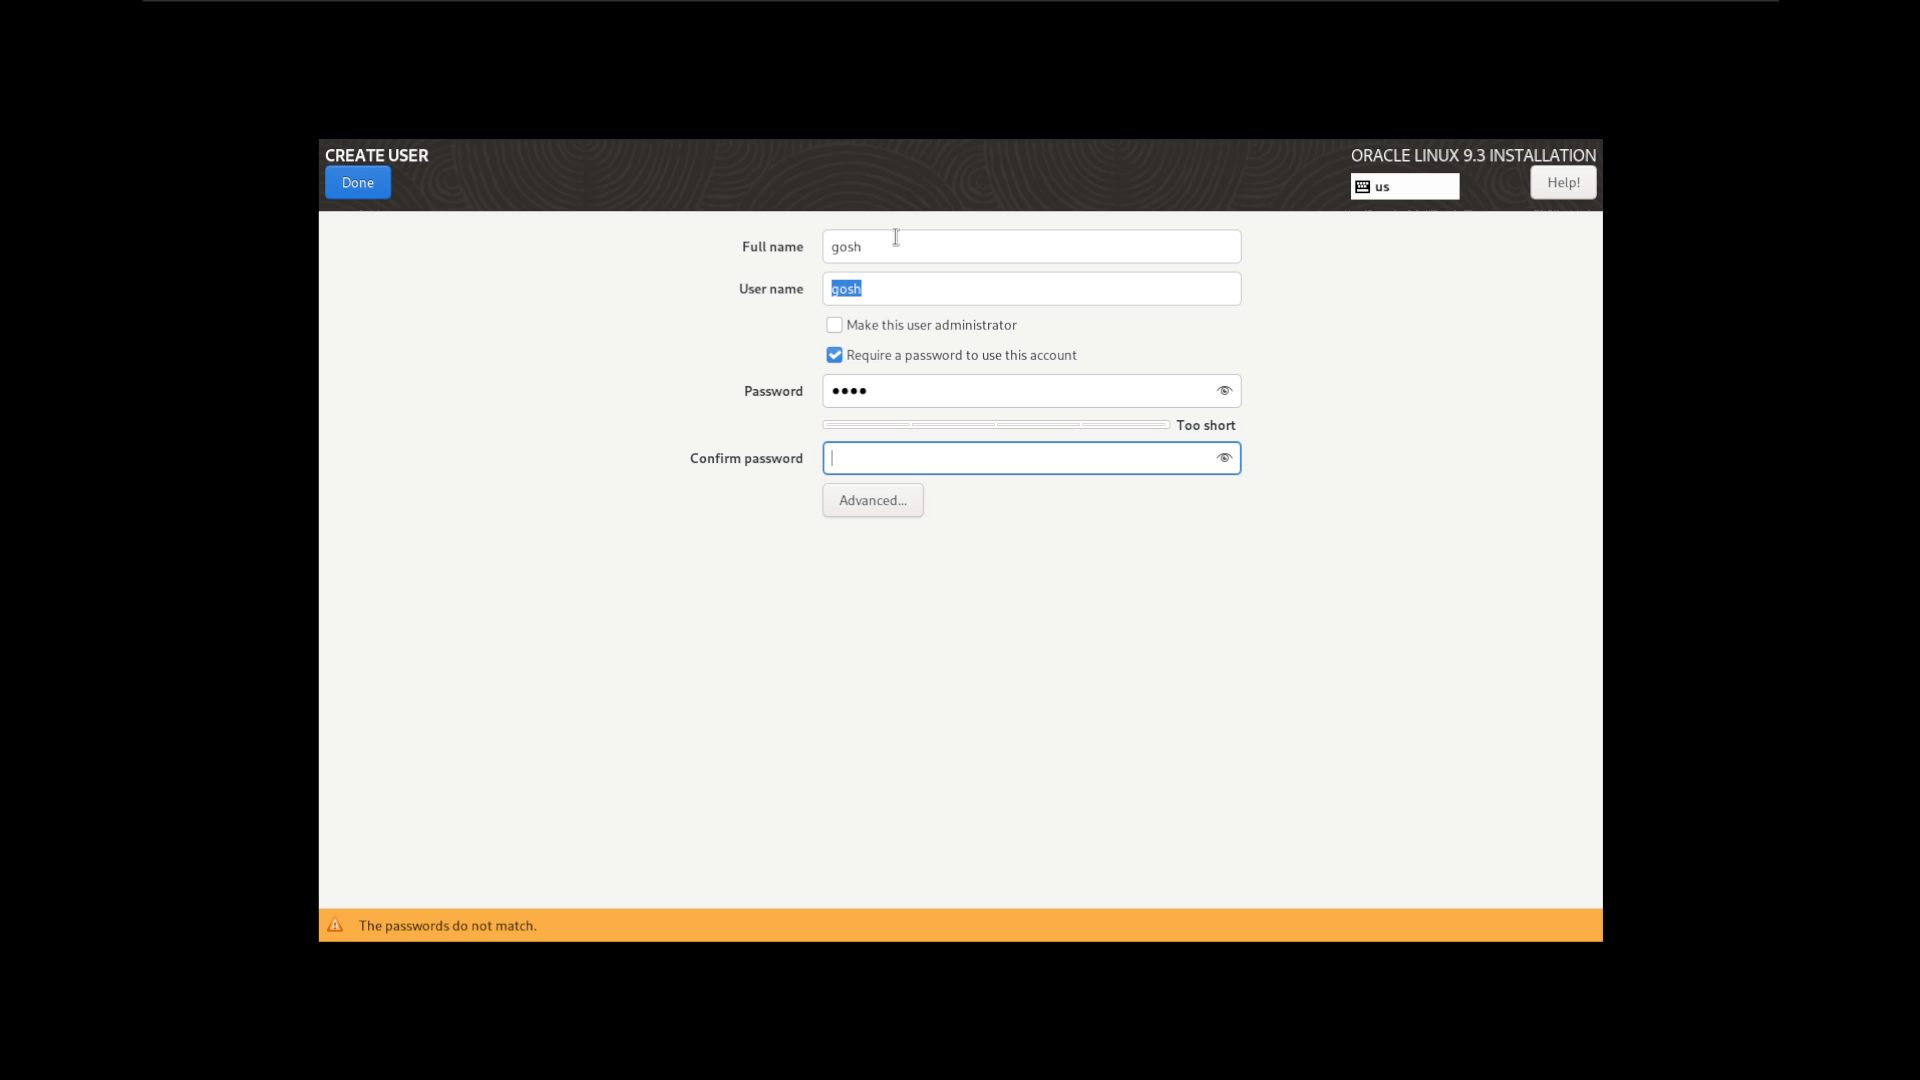 CREATE USER
ORACLE LINUX 9.3 INSTALLATION
Done
us
Help!
Full name
gosh
User name
gosh
Make this user administrator
Require a password to use this account
Password
••••
Too short
Confirm password
Advanced...
The passwords do not match.